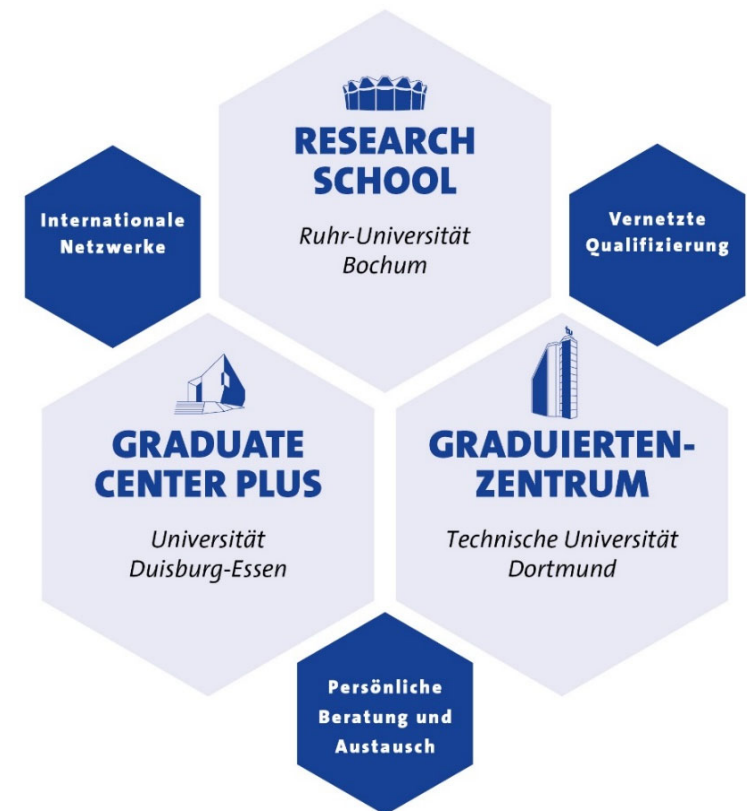 RESEARCH
SCHOOL
Ruhr-Universität
Bochum
Internationale
Netzwerke
Vernetzte
Qualifizierung
GRADUATE
CENTER PLUS
Universität
Duisburg-Essen
GRADUIERTEN-
ZENTRUM
Technische Universität
Dortmund
Persönliche
Beratung und
Austausch